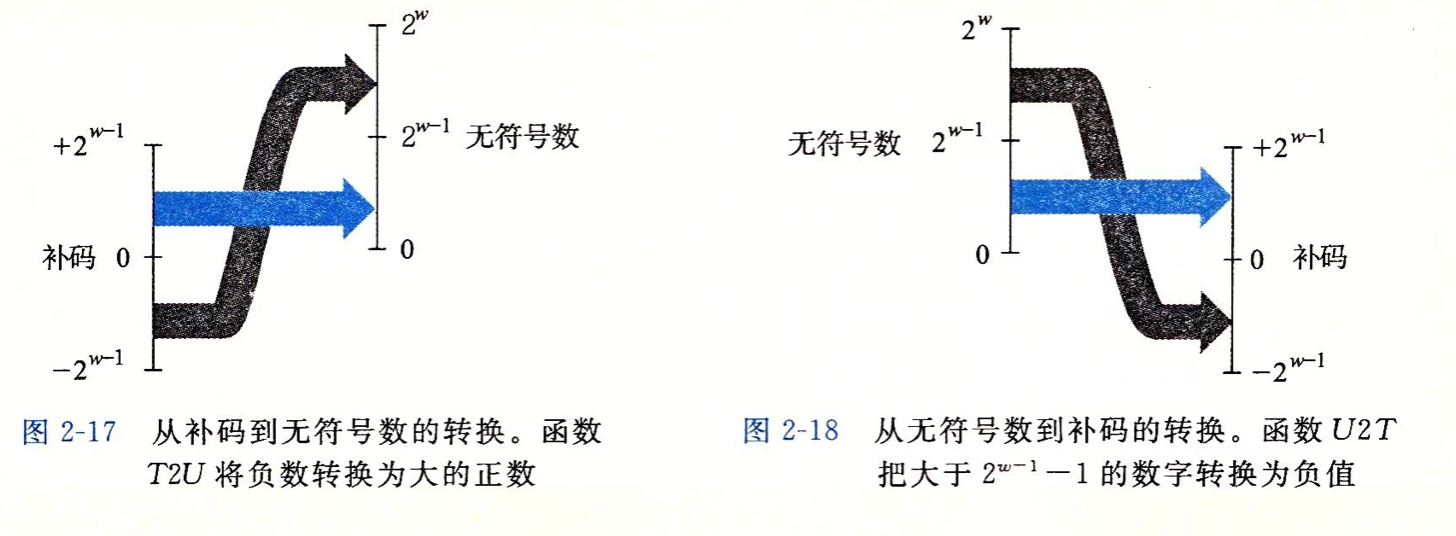 2^w
2^{w-1} 无符号数
+2^{w-1}
补码 0
0
-2^{w-1}
图 2-17 从补码到无符号数的转换。函数
T2U 将负数转换为大的正数
2^w
无符号数 2^{w-1}
+2^{w-1}
0
0 补码
-2^{w-1}
图 2-18 从无符号数到补码的转换。函数 U2T
把大于 2^{w-1}-1 的数字转换为负值